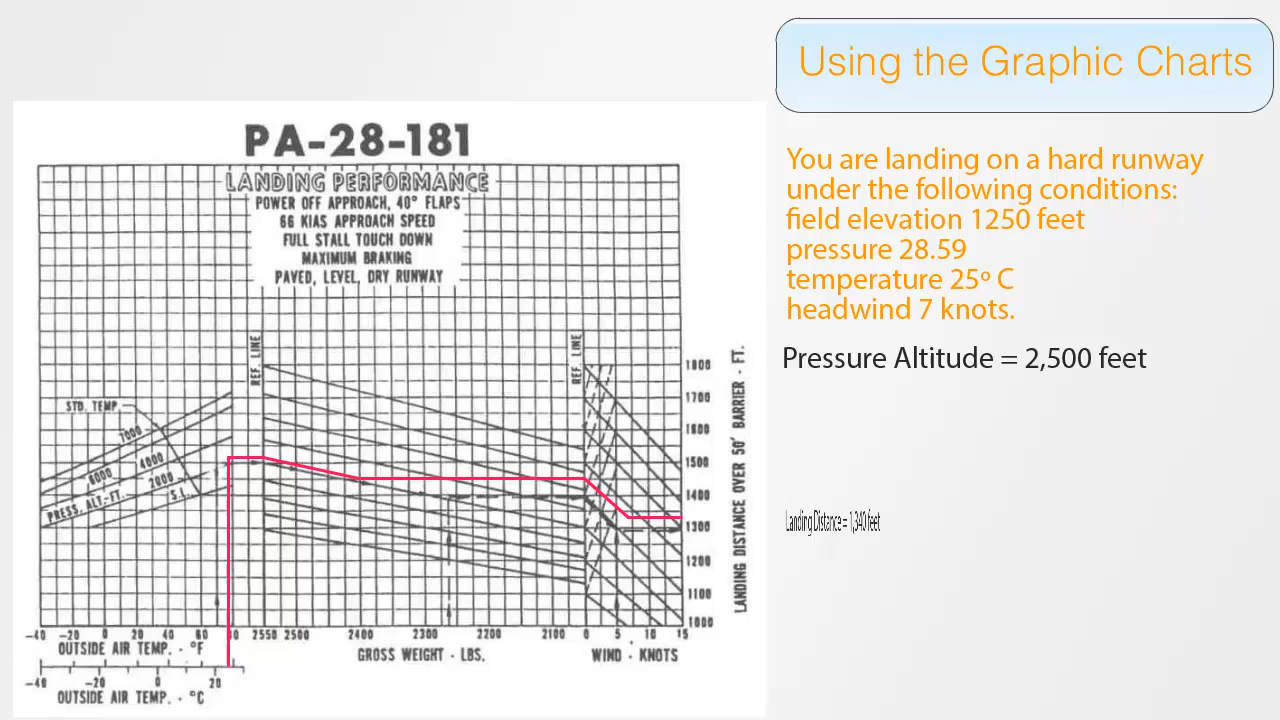 Using the Graphic Charts
PA-28-181
LANDING PERFORMANCE
POWER OFF APPROACH, 40° FLAPS
66 KIAS APPROACH SPEED
FULL STALL TOUCH DOWN
MAXIMUM BRAKING
PAVED, LEVEL, DRY RUNWAY
You are landing on a hard runway
under the following conditions:
field elevation 1250 feet
pressure 28.59
temperature 25º C
headwind 7 knots.
Pressure Altitude = 2,500 feet
Landing Distance = 1,340 feet
REF. LINE
REF. LINE
STD. TEMP.
7000
6000
4000
2000
S.L.
PRESS. ALT.-FT.
1800
1700
1600
1500
1400
1300
1200
1100
1000
LANDING DISTANCE OVER 50' BARRIER - FT.
-40 -20 0 20 40 60 80 2550 2500 2400 2300 2200 2100 0 5 10 15
OUTSIDE AIR TEMP. - °F
GROSS WEIGHT - LBS.
WIND - KNOTS
-40 -20 0 20
OUTSIDE AIR TEMP. - °C